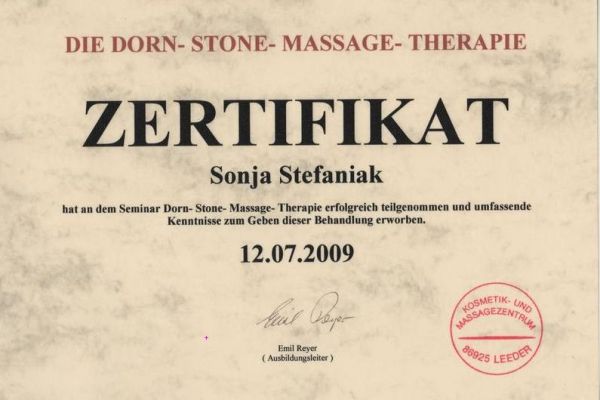 DIE DORN- STONE- MASSAGE- THERAPIE
ZERTIFIKAT
Sonja Stefaniak
hat an dem Seminar Dorn- Stone- Massage- Therapie erfolgreich teilgenommen und umfassende
Kenntnisse zum Geben dieser Behandlung erworben.
12.07.2009
Emil Reyer
Emil Reyer
( Ausbildungsleiter )
KOSMETIK- UND
MASSAGEZENTRUM
86925 LEEDER